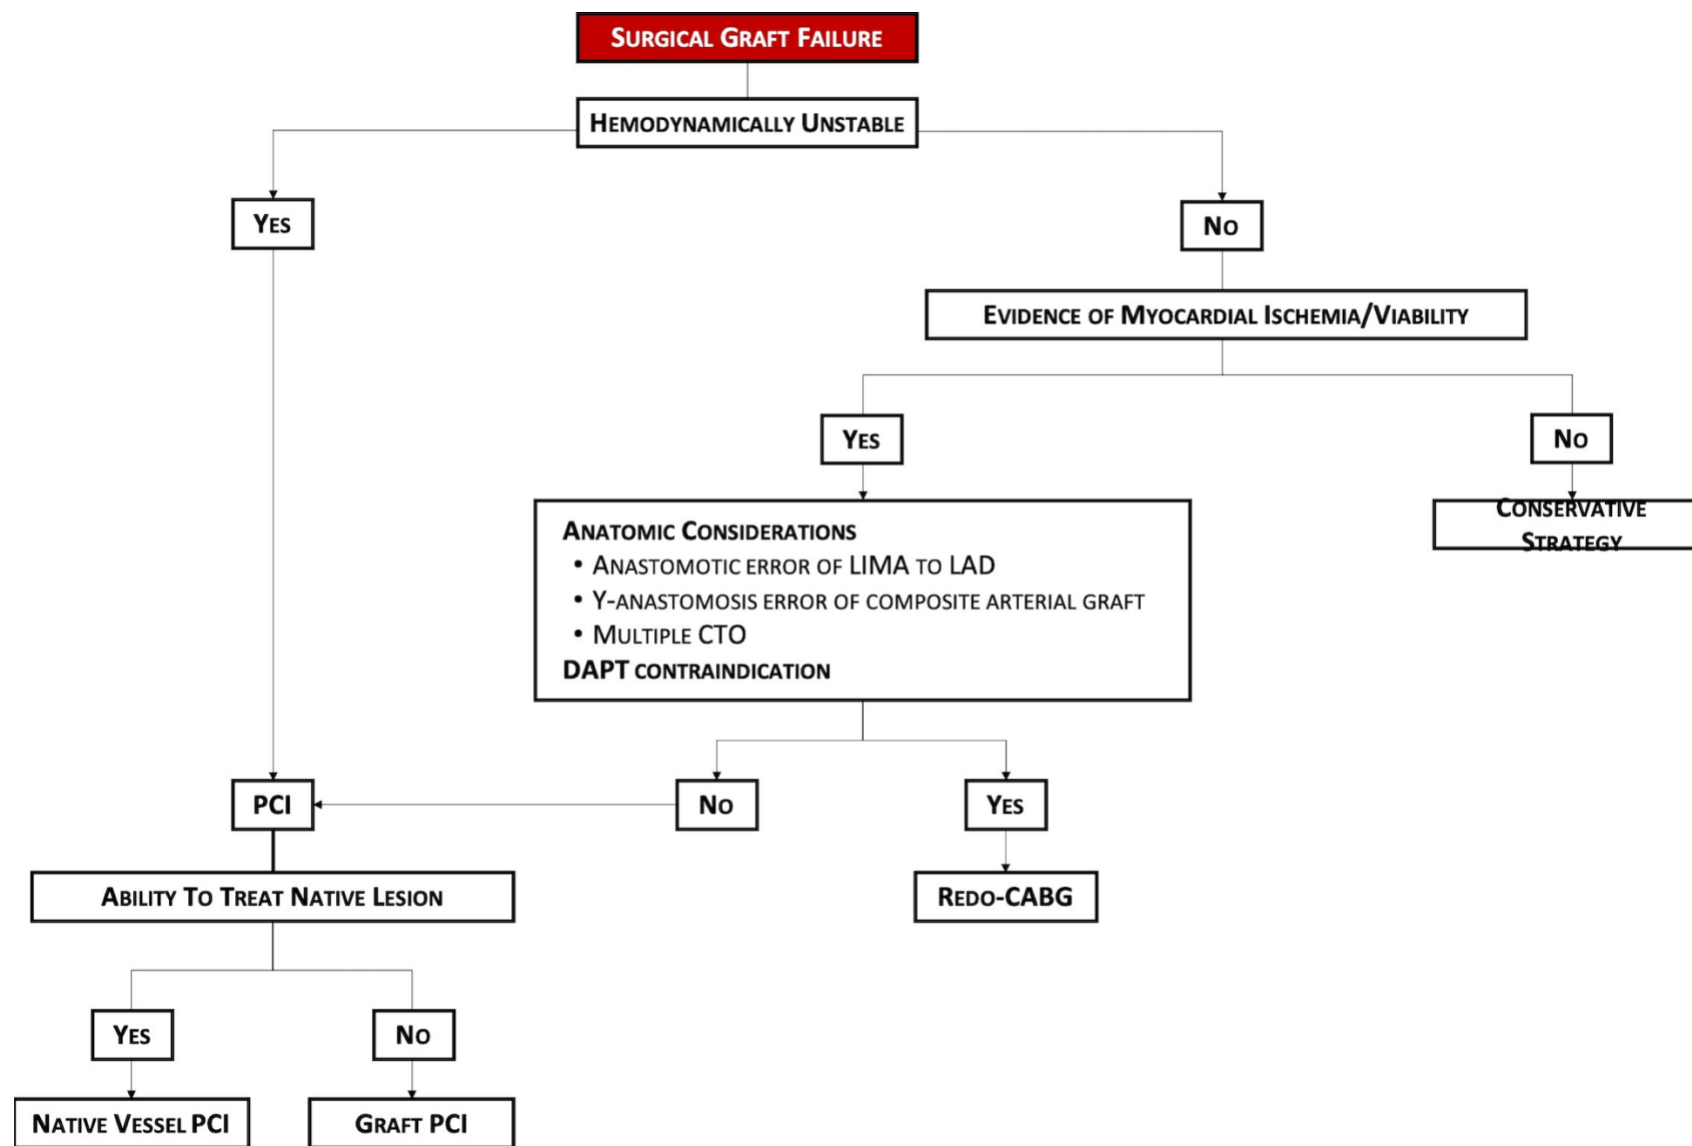 Surgical Graft Failure
Hemodynamically Unstable
Yes
No
Evidence of Myocardial Ischemia/Viability
Yes
No
Conservative
Strategy
Anatomic Considerations
• Anastomotic error of LIMA to LAD
• Y-anastomosis error of composite arterial graft
• Multiple CTO
DAPT contraindication
PCI
No
Yes
Ability To Treat Native Lesion
Redo-CABG
Yes
No
Native Vessel PCI
Graft PCI